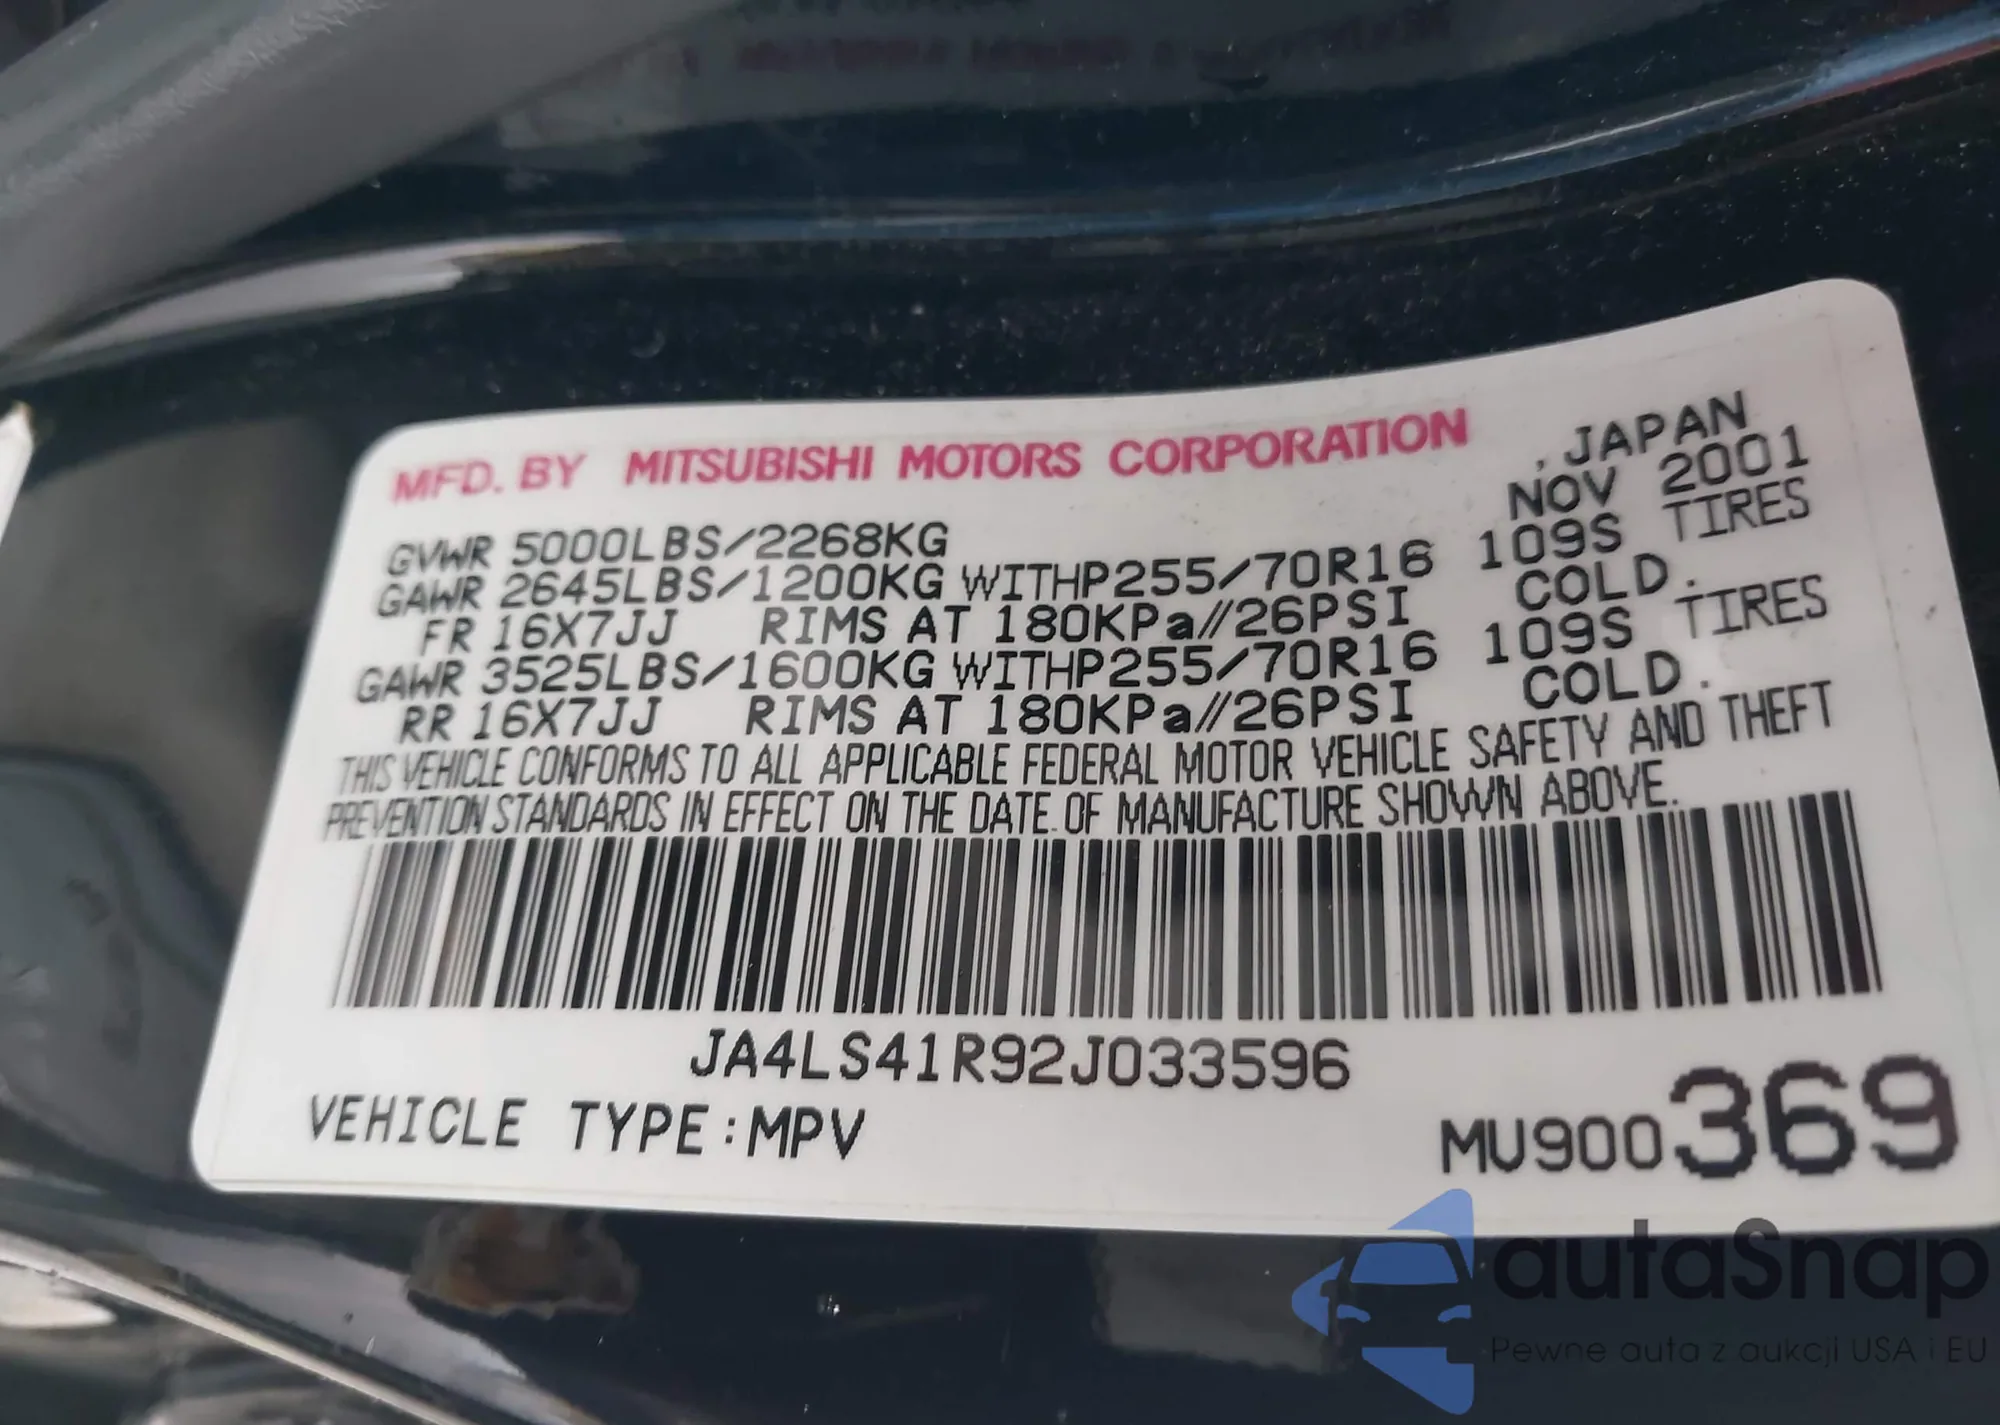 MFD. BY MITSUBISHI MOTORS CORPORATION , JAPAN
NOV 2001
GVWR 5000LBS/2268KG
GAWR 2645LBS/1200KG WITHP255/70R16 109S TIRES
FR 16X7JJ RIMS AT 180KPa//26PSI COLD.
GAWR 3525LBS/1600KG WITHP255/70R16 109S TIRES
RR 16X7JJ RIMS AT 180KPa//26PSI COLD.
THIS VEHICLE CONFORMS TO ALL APPLICABLE FEDERAL MOTOR VEHICLE SAFETY AND THEFT
PREVENTION STANDARDS IN EFFECT ON THE DATE OF MANUFACTURE SHOWN ABOVE.
JA4LS41R92J033596
VEHICLE TYPE:MPV MU900369
autaSnap
Pewne auta z aukcji USA i EU